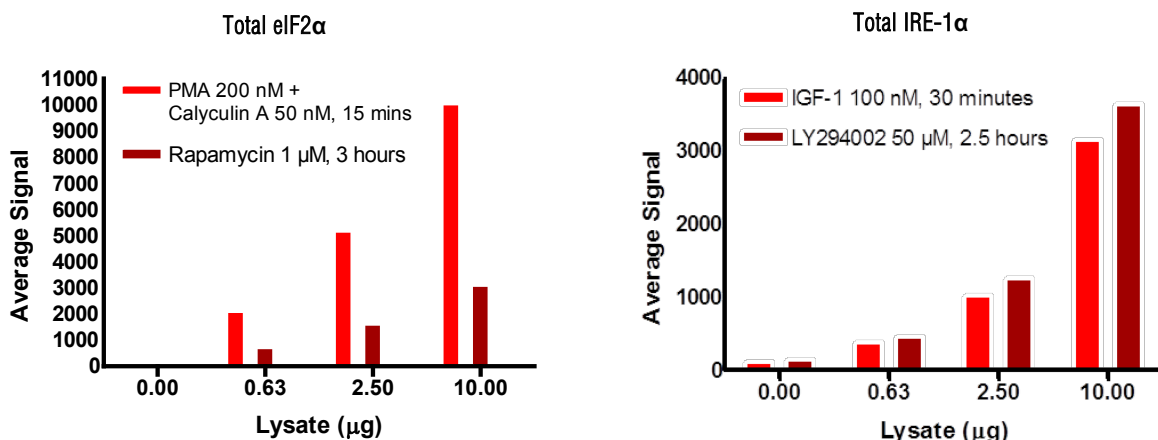 Total eIF2α
Average Signal
11000
10000
9000
8000
7000
6000
5000
4000
3000
2000
1000
0
PMA 200 nM +
Calyculin A 50 nM, 15 mins
Rapamycin 1 µM, 3 hours
0.00 0.63 2.50 10.00
Lysate (µg)
Total IRE-1α
Average Signal
4000
3000
2000
1000
0
IGF-1 100 nM, 30 minutes
LY294002 50 µM, 2.5 hours
0.00 0.63 2.50 10.00
Lysate (µg)